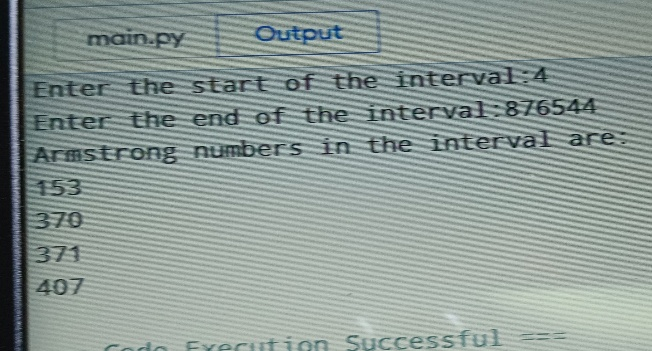 main.py Output
Enter the start of the interval:4
Enter the end of the interval:876544
Armstrong numbers in the interval are:
153
370
371
407
Code Execution Successful ===